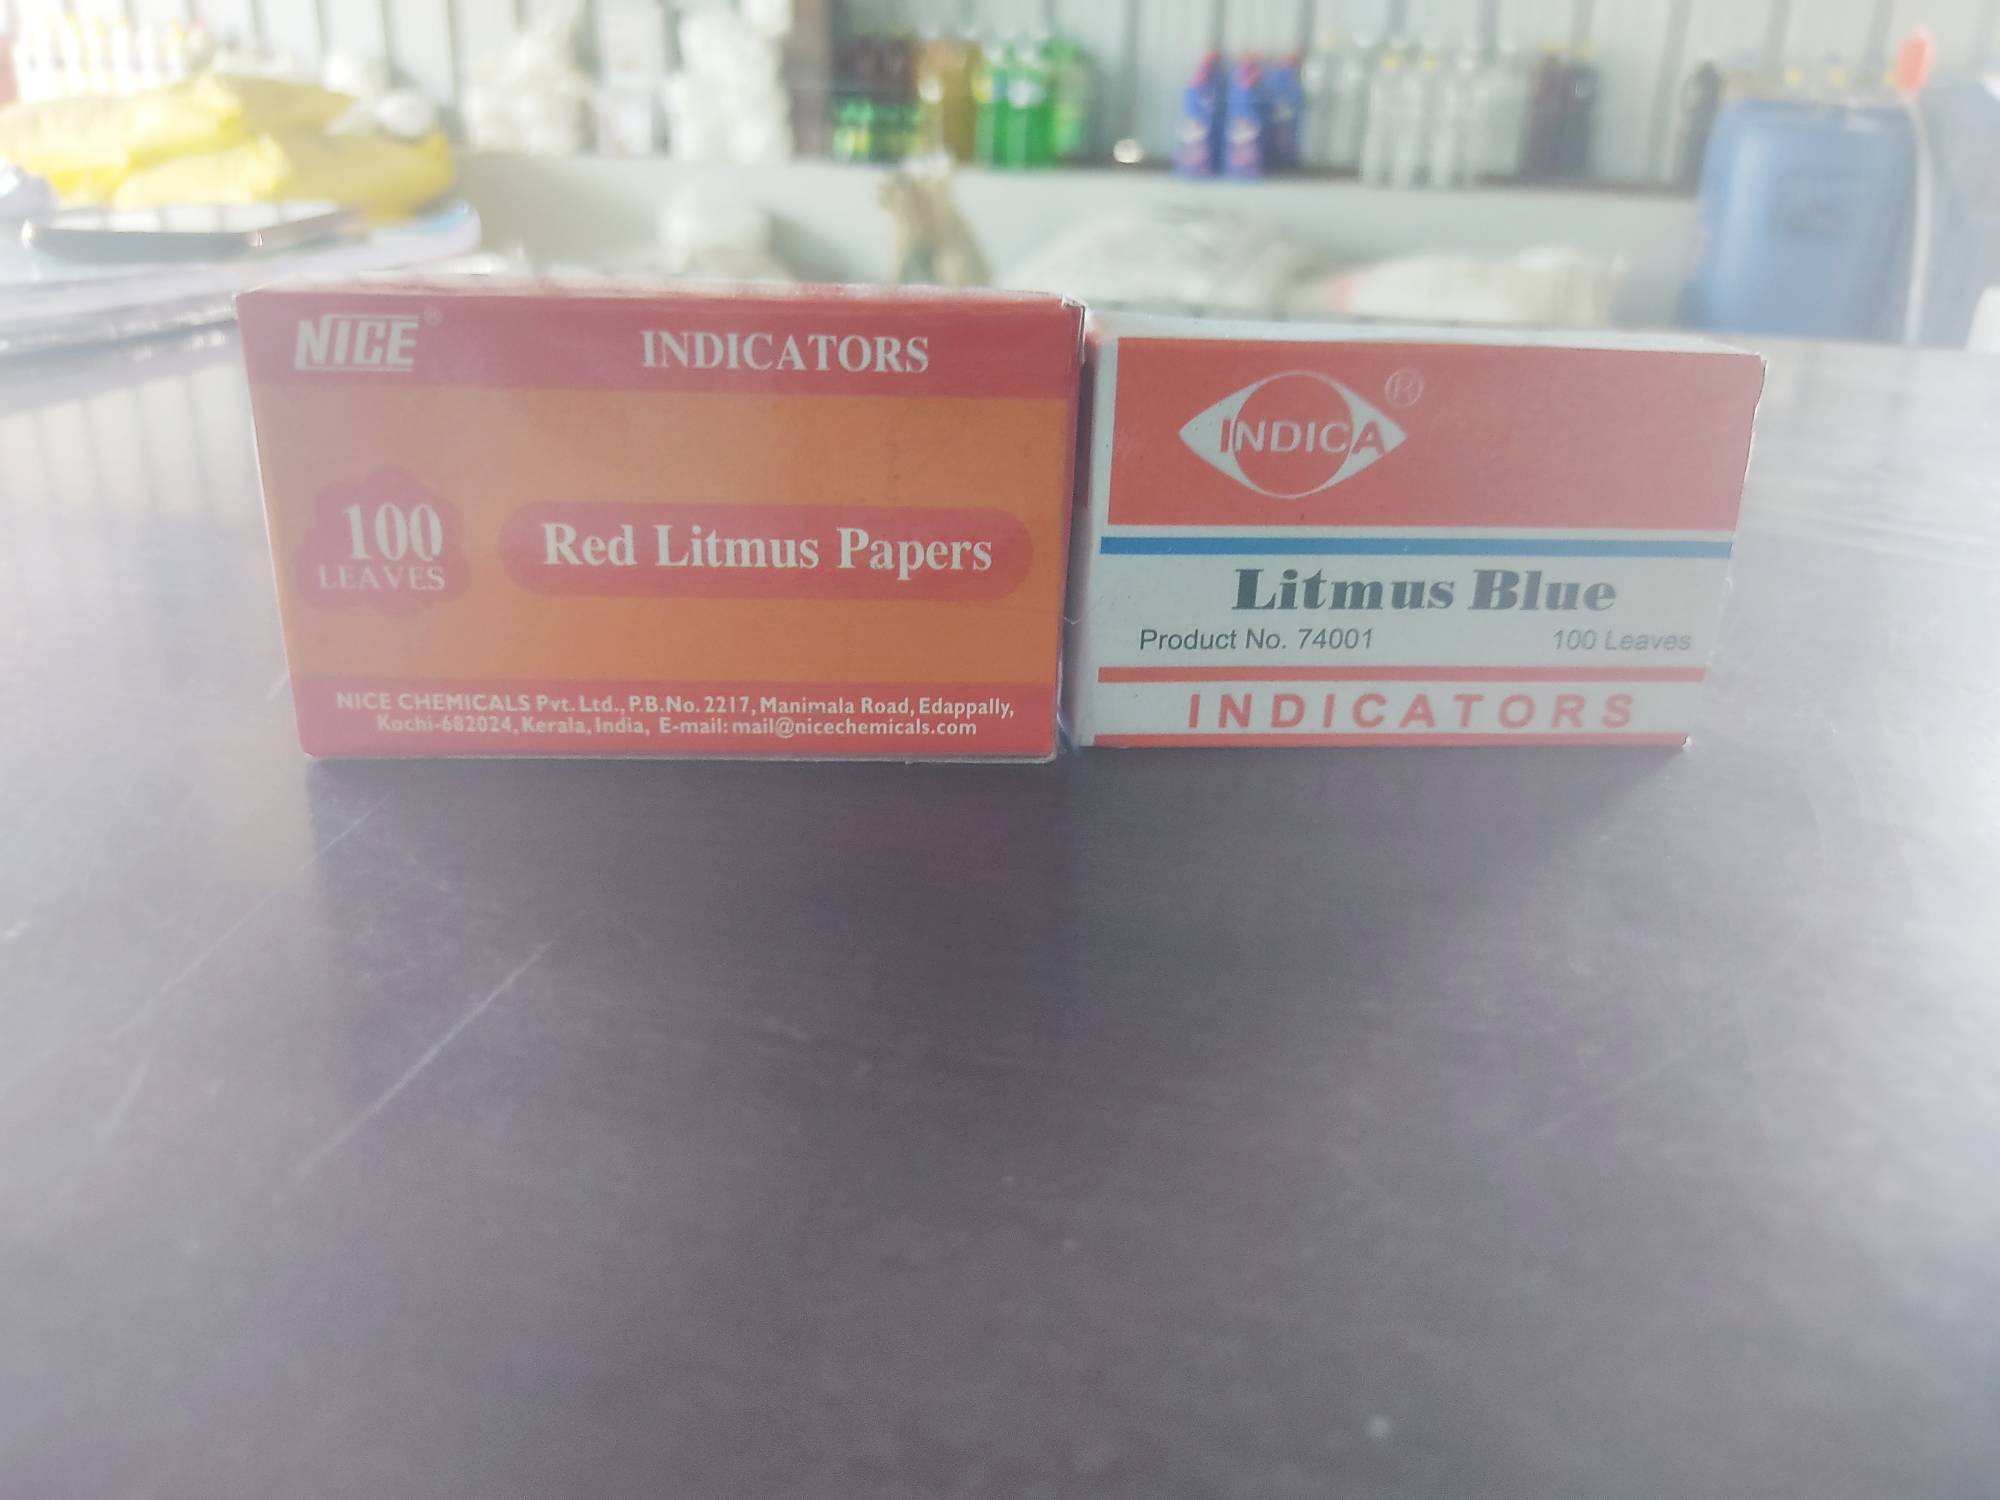 NICE ®
INDICATORS
100
LEAVES
Red Litmus Papers
NICE CHEMICALS Pvt. Ltd., P.B.No. 2217, Manimala Road, Edappally,
Kochi-682024, Kerala, India, E-mail: mail@nicechemicals.com
INDICA ®
Litmus Blue
Product No. 74001 100 Leaves
INDICATORS